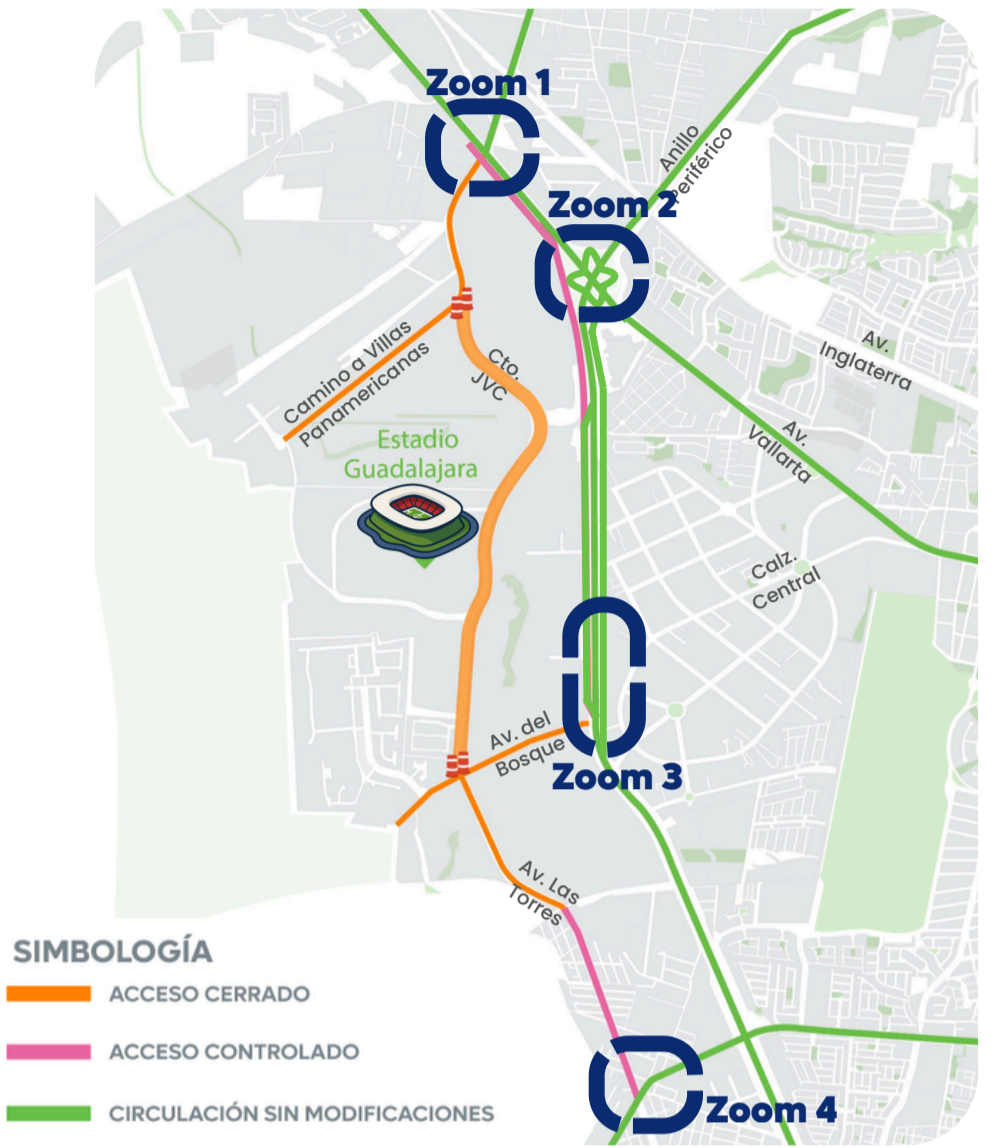 Zoom 1
Anillo
Periférico
Zoom 2
Camino a Villas
Panamericanas
Cto.
JVC
Av.
Inglaterra
Av.
Vallarta
Estadio
Guadalajara
Calz.
Central
Av. del
Bosque
Zoom 3
Av. Las
Torres
SIMBOLOGÍA
ACCESO CERRADO
ACCESO CONTROLADO
CIRCULACIÓN SIN MODIFICACIONES
Zoom 4